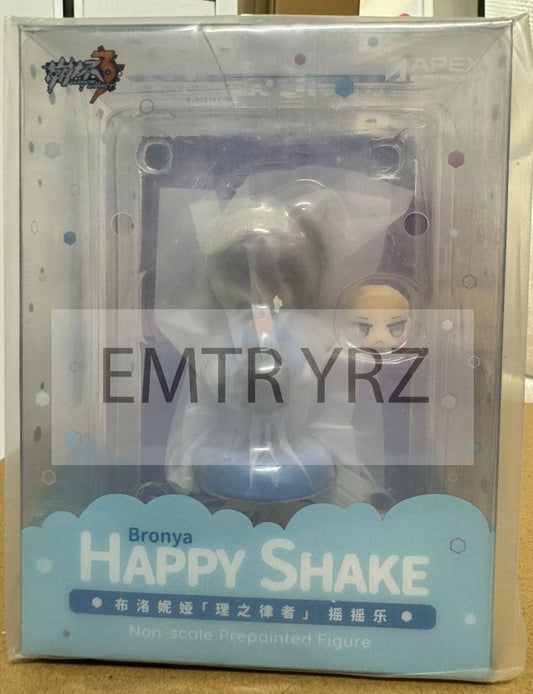 崩坏3
APEX
EMTR YRZ
Bronya
HAPPY SHAKE
布洛妮娅「理之律者」摇摇乐
Non-scale Prepainted Figure